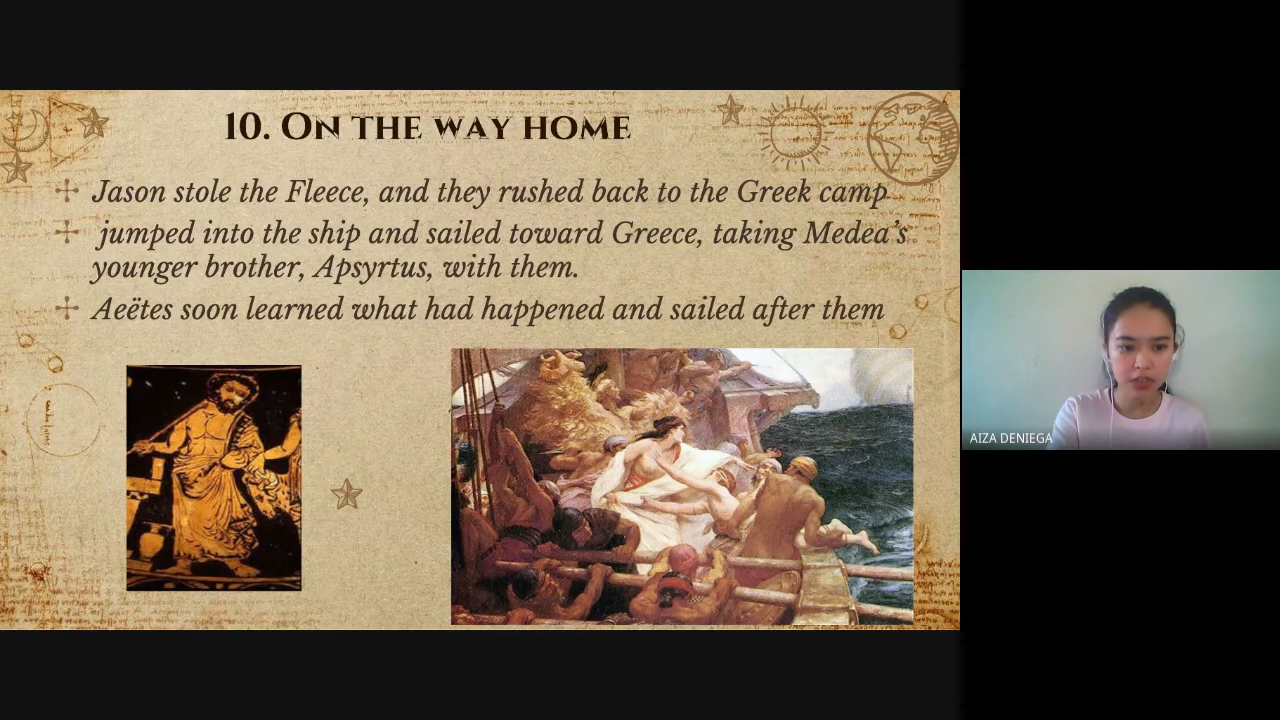 10. ON THE WAY HOME
Jason stole the Fleece, and they rushed back to the Greek camp
jumped into the ship and sailed toward Greece, taking Medea's
younger brother, Apsyrtus, with them.
Aeëtes soon learned what had happened and sailed after them
AIZA DENIEGA